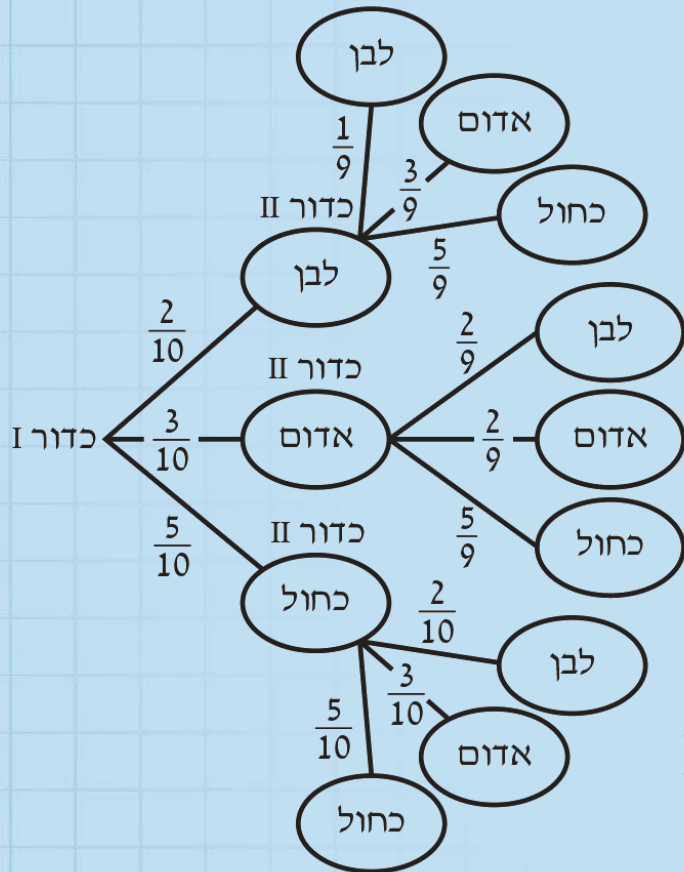 לבן
אדום
1/9
3/9
כדור II
כחול
לבן
5/9
2/10
לבן
2/9
כדור II
כדור I
3/10
אדום
2/9
אדום
5/10
כדור II
5/9
כחול
כחול
2/10
לבן
3/10
5/10
אדום
כחול